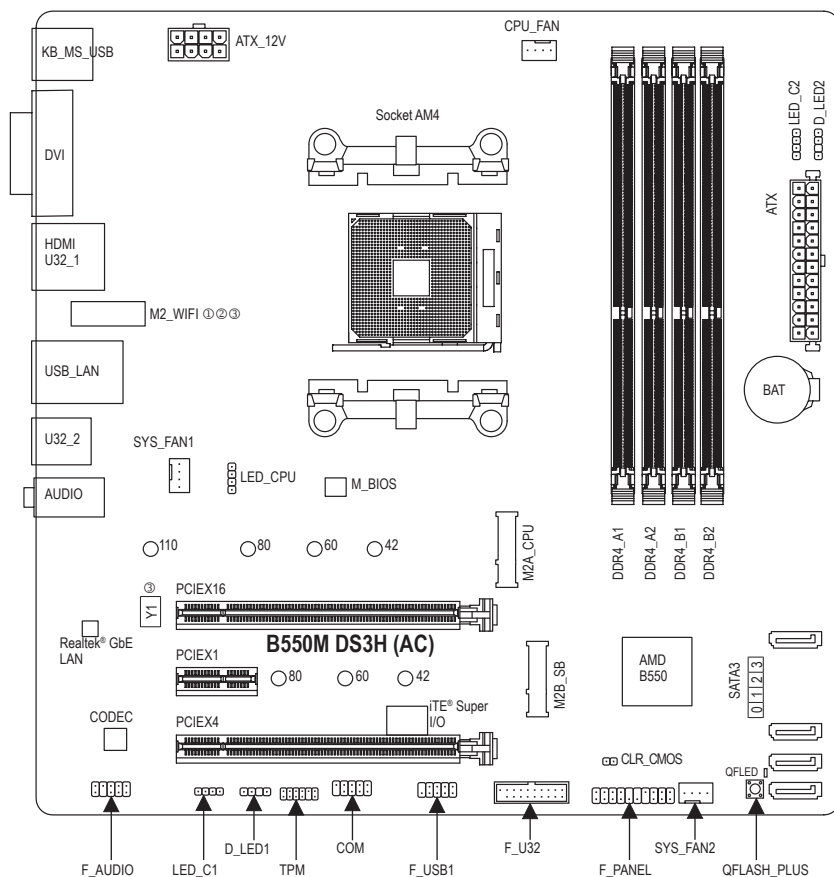 KB_MS_USB
ATX_12V
CPU_FAN
LED_C2
D_LED2
Socket AM4
DVI
ATX
HDMI
U32_1
M2_WIFI ①②③
USB_LAN
BAT
U32_2
SYS_FAN1
LED_CPU
M_BIOS
AUDIO
M2A_CPU
DDR4_A1
DDR4_A2
DDR4_B1
DDR4_B2
110
80
60
42
③
Y1
PCIEX16
Realtek® GbE
LAN
B550M DS3H (AC)
AMD
B550
SATA3
0 1 2 3
PCIEX1
80
60
42
M2B_SB
iTE® Super
I/O
CODEC
PCIEX4
CLR_CMOS
QFLED
F_AUDIO
LED_C1
D_LED1
TPM
COM
F_USB1
F_U32
F_PANEL
SYS_FAN2
QFLASH_PLUS